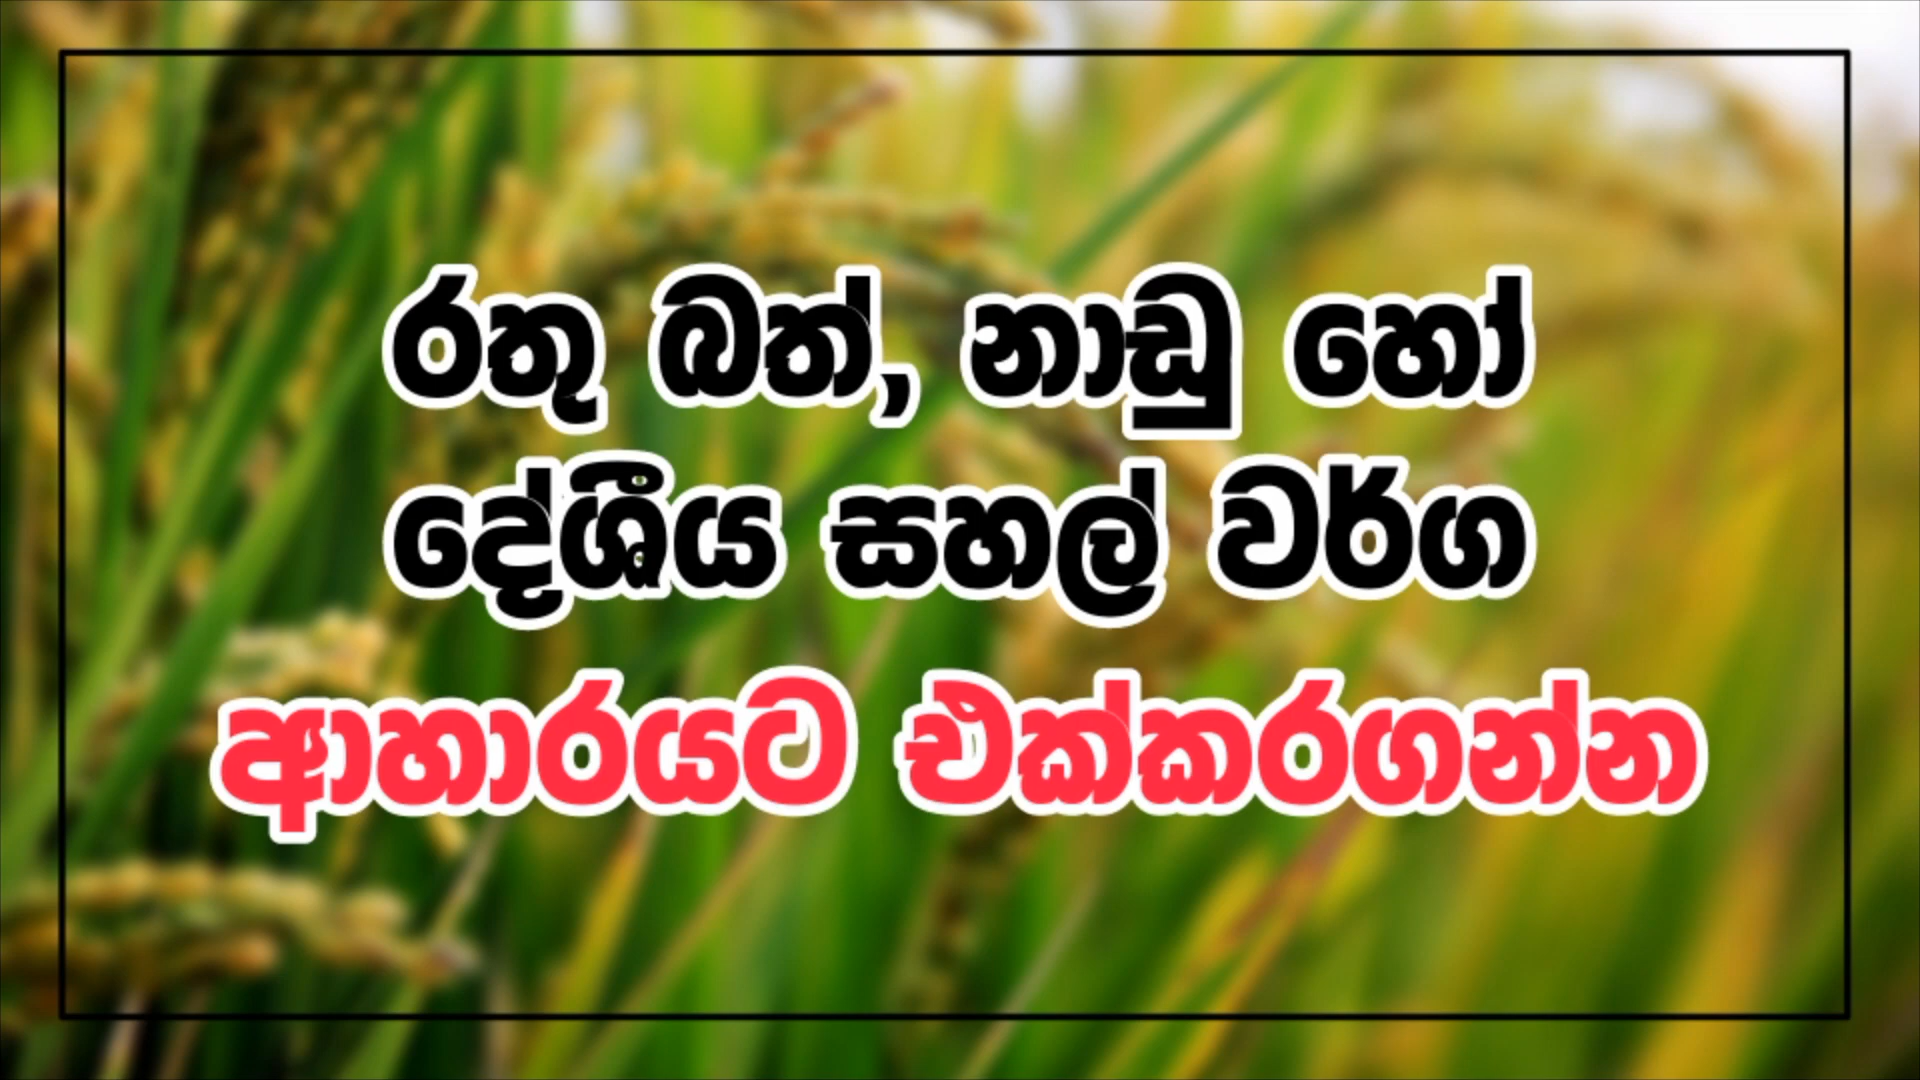 රතු බත්, නාඩු හෝ
දේශීය සහල් වර්ග
ආහාරයට එක්කරගන්න